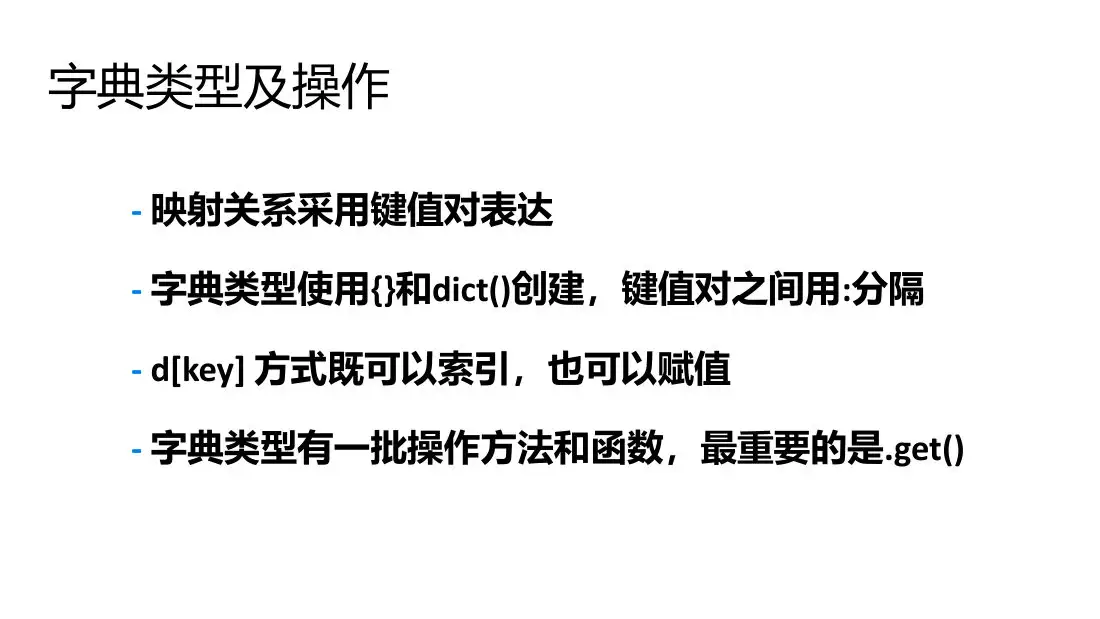 字典类型及操作
- 映射关系采用键值对表达
- 字典类型使用{}和dict()创建，键值对之间用:分隔
- d[key] 方式既可以索引，也可以赋值
- 字典类型有一批操作方法和函数，最重要的是.get()